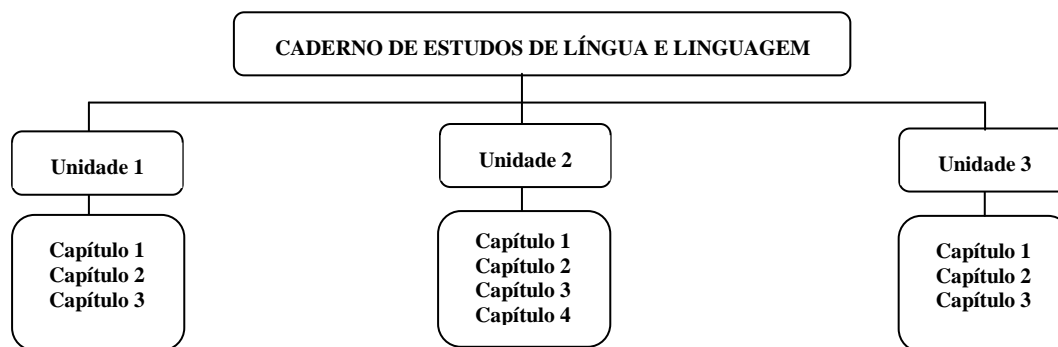 CADERNO DE ESTUDOS DE LÍNGUA E LINGUAGEM
Unidade 1
Unidade 2
Unidade 3
Capítulo 1
Capítulo 2
Capítulo 3
Capítulo 1
Capítulo 2
Capítulo 3
Capítulo 4
Capítulo 1
Capítulo 2
Capítulo 3